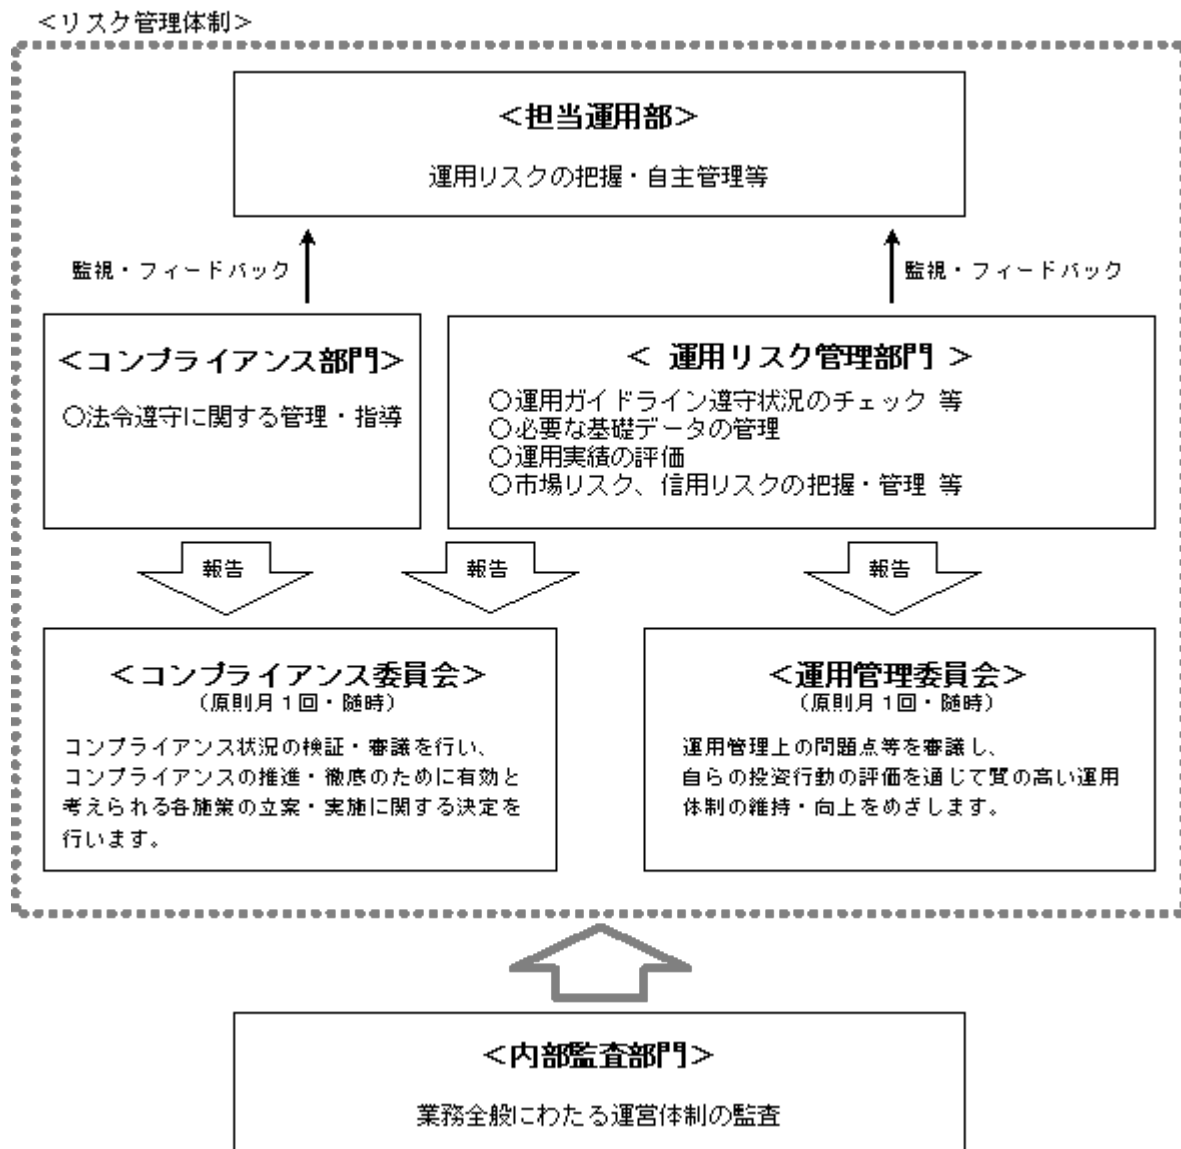 ＜リスク管理体制＞
＜担当運用部＞
運用リスクの把握・自主管理等
監視・フィードバック
監視・フィードバック
＜コンプライアンス部門＞
○法令遵守に関する管理・指導
＜ 運用リスク管理部門 ＞
○運用ガイドライン遵守状況のチェック 等
○必要な基礎データの管理
○運用実績の評価
○市場リスク、信用リスクの把握・管理 等
報告
報告
報告
＜コンプライアンス委員会＞
（原則月１回・随時）
コンプライアンス状況の検証・審議を行い、
コンプライアンスの推進・徹底のために有効と
考えられる各施策の立案・実施に関する決定を
行います。
＜運用管理委員会＞
（原則月１回・随時）
運用管理上の問題点等を審議し、
自らの投資行動の評価を通じて質の高い運用
体制の維持・向上をめざします。
＜内部監査部門＞
業務全般にわたる運営体制の監査